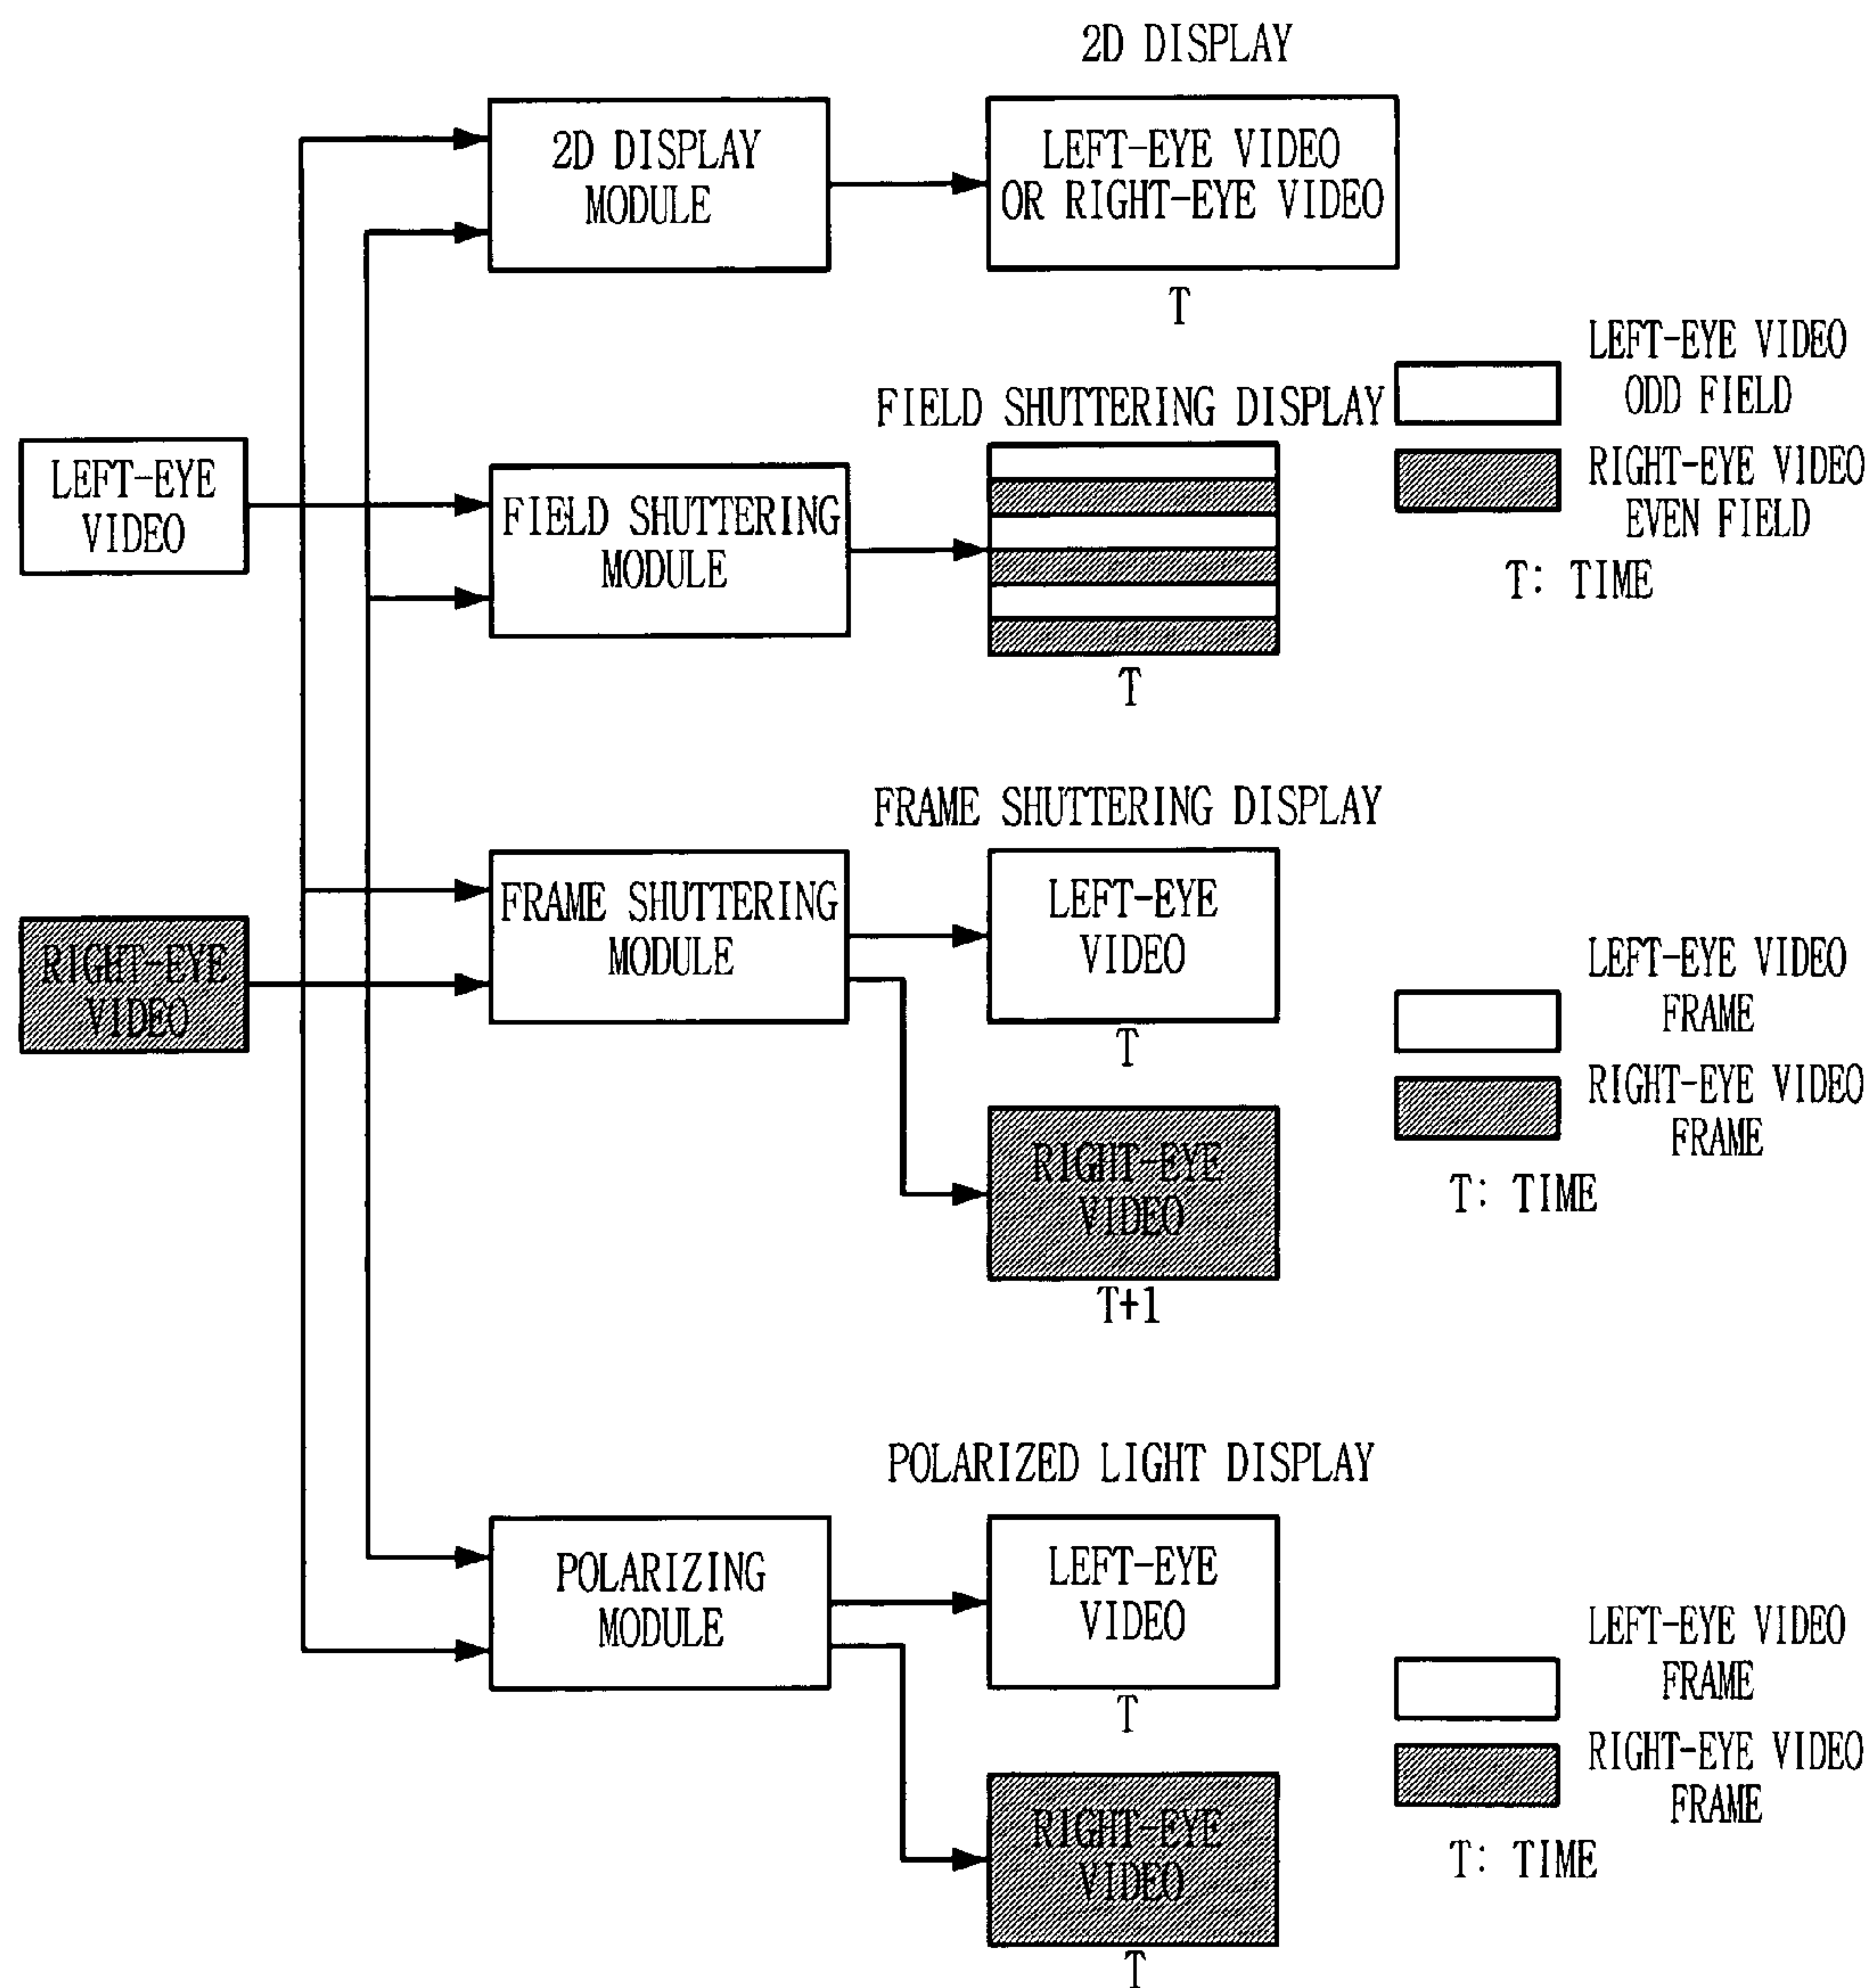 2D DISPLAY
2D DISPLAY
MODULE
LEFT-EYE VIDEO
OR RIGHT-EYE VIDEO
T
LEFT-EYE VIDEO
ODD FIELD
RIGHT-EYE VIDEO
EVEN FIELD
T: TIME
FIELD SHUTTERING DISPLAY
LEFT-EYE
VIDEO
FIELD SHUTTERING
MODULE
T
FRAME SHUTTERING DISPLAY
RIGHT-EYE
VIDEO
FRAME SHUTTERING
MODULE
LEFT-EYE
VIDEO
T
RIGHT-EYE
VIDEO
T+1
LEFT-EYE VIDEO
FRAME
RIGHT-EYE VIDEO
FRAME
T: TIME
POLARIZED LIGHT DISPLAY
POLARIZING
MODULE
LEFT-EYE
VIDEO
T
RIGHT-EYE
VIDEO
T
LEFT-EYE VIDEO
FRAME
RIGHT-EYE VIDEO
FRAME
T: TIME